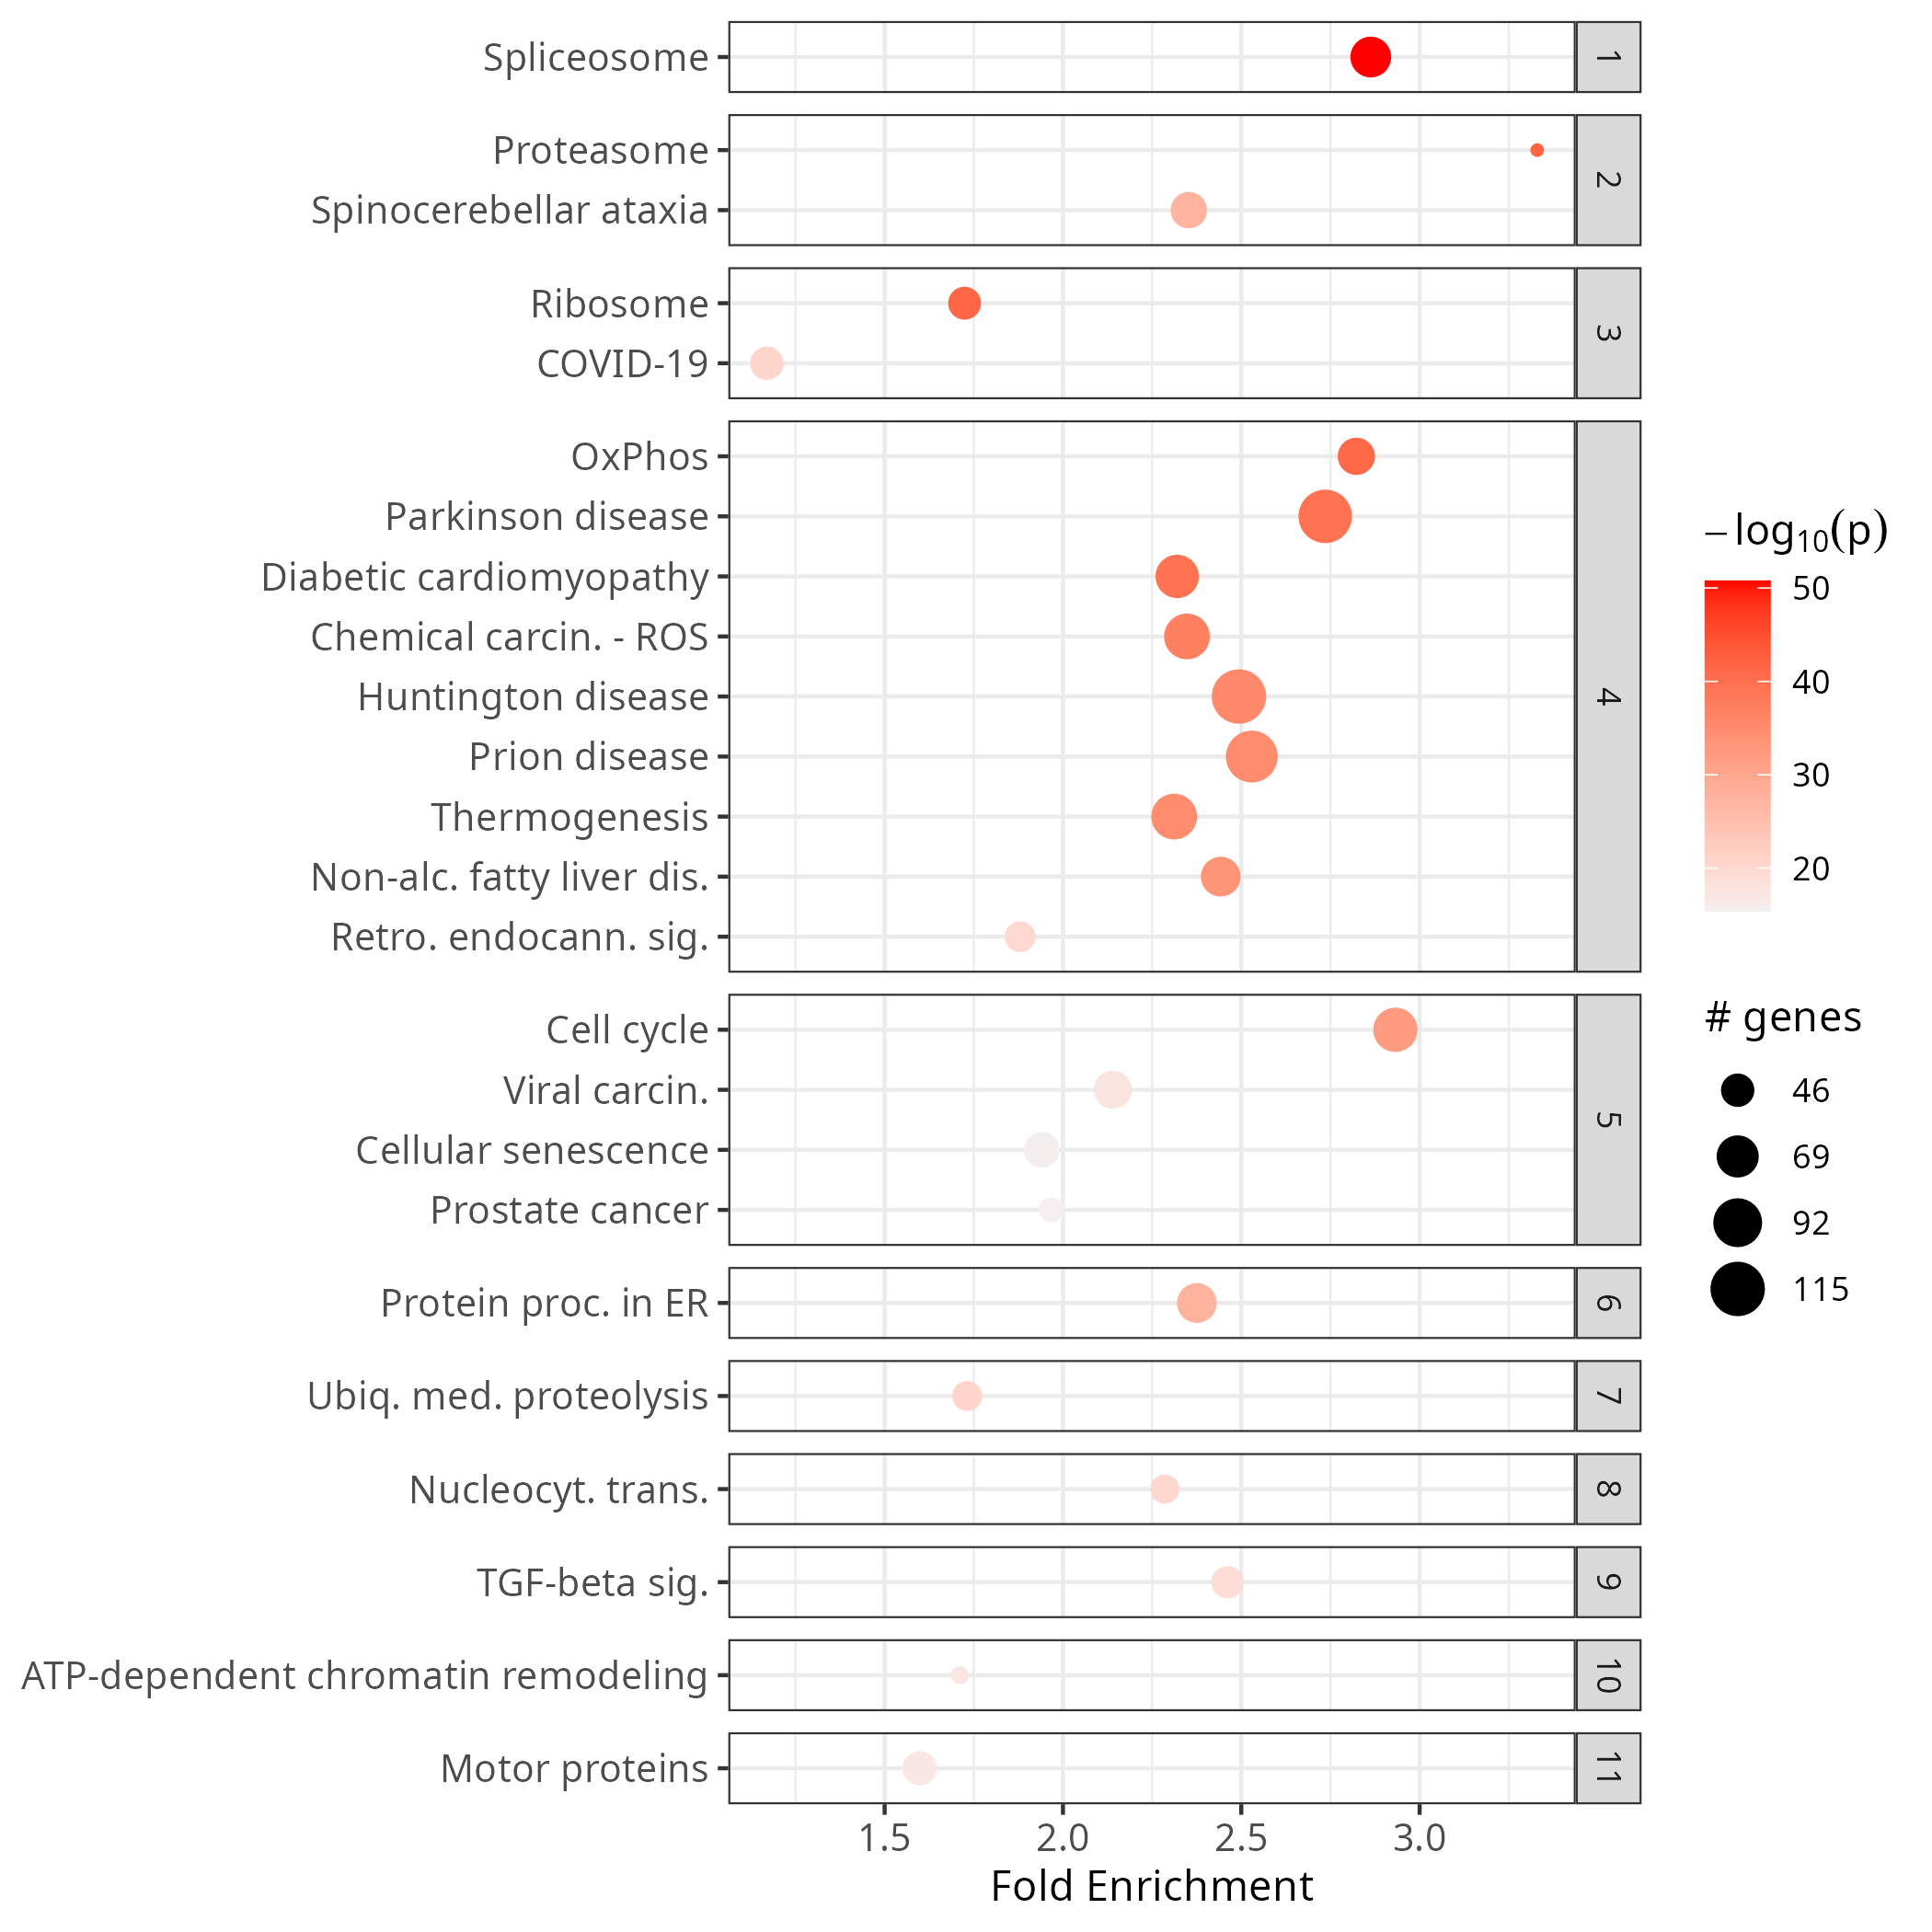 Spliceosome
1
Proteasome
Spinocerebellar ataxia
2
Ribosome
COVID-19
3
OxPhos
Parkinson disease
Diabetic cardiomyopathy
Chemical carcin. - ROS
Huntington disease
Prion disease
Thermogenesis
Non-alc. fatty liver dis.
Retro. endocann. sig.
4
Cell cycle
Viral carcin.
Cellular senescence
Prostate cancer
5
Protein proc. in ER
6
Ubiq. med. proteolysis
7
Nucleocyt. trans.
8
TGF-beta sig.
9
ATP-dependent chromatin remodeling
10
Motor proteins
11
1.5 2.0 2.5 3.0
Fold Enrichment
−log₁₀(p)
50
40
30
20
# genes
46
69
92
115